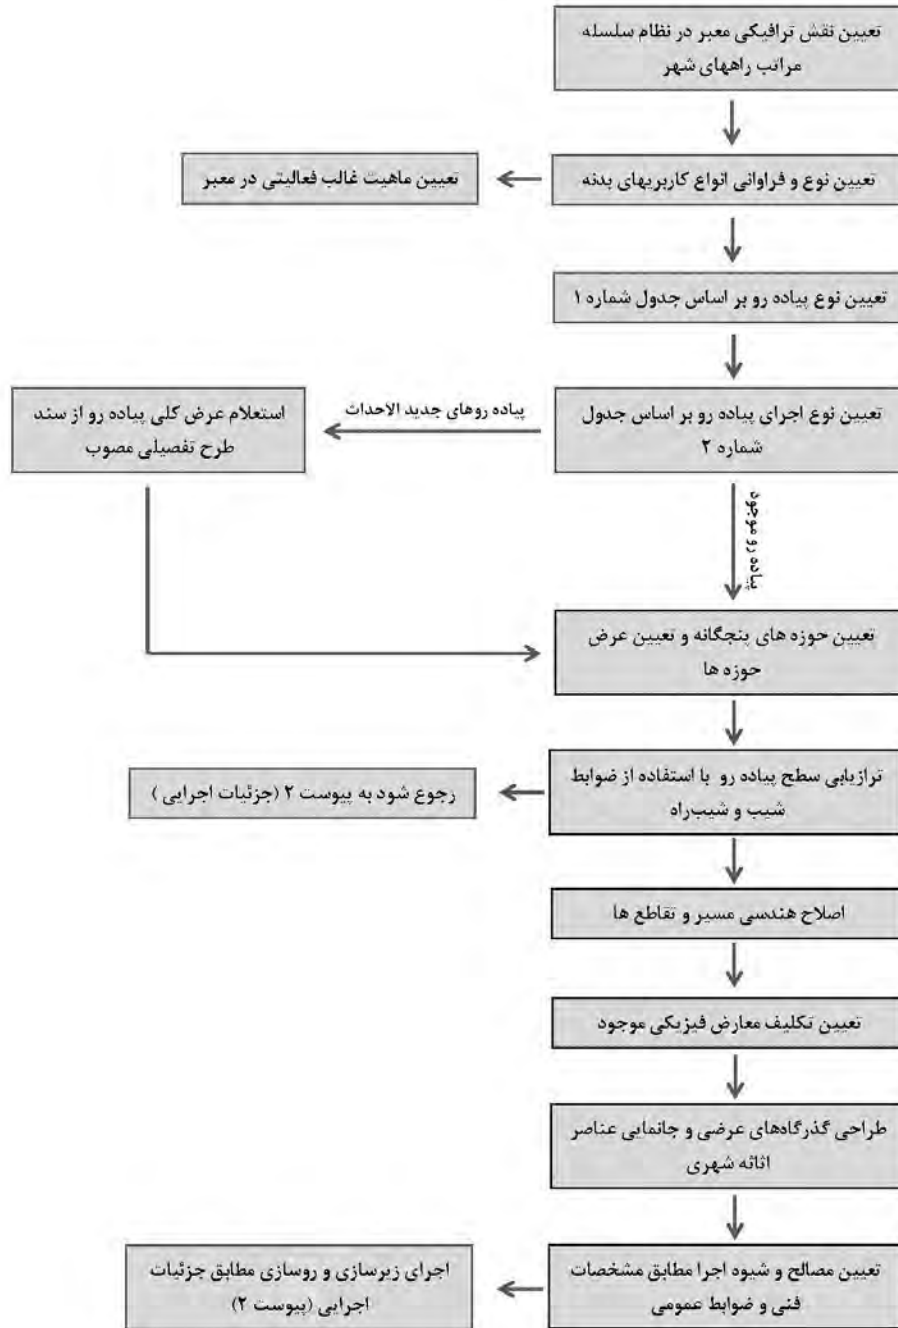 تعیین نقش ترافیکی معبر در نظام سلسله
مراتب راههای شهر
تعیین نوع و فراوانی انواع کاربریهای بدنه
تعیین ماهیت غالب فعالیتی در معبر
تعیین نوع پیاده رو بر اساس جدول شماره ۱
تعیین نوع اجرای پیاده رو بر اساس جدول
شماره ۲
پیاده روهای جدید الاحداث
استعلام عرض کلی پیاده رو از سند
طرح تفصیلی مصوب
پیاده رو موجود
تعیین حوزه های پنجگانه و تعیین عرض
حوزه ها
ترازیابی سطح پیاده رو با استفاده از ضوابط
شیب و شیب‌راه
رجوع شود به پیوست ۲ (جزئیات اجرایی )
اصلاح هندسی مسیر و تقاطع ها
تعیین تکلیف معارض فیزیکی موجود
طراحی گذرگاه‌های عرضی و جانمایی عناصر
اثاثه شهری
تعیین مصالح و شیوه اجرا مطابق مشخصات
فنی و ضوابط عمومی
اجرای زیرسازی و روسازی مطابق جزئیات
اجرایی (پیوست ۲)